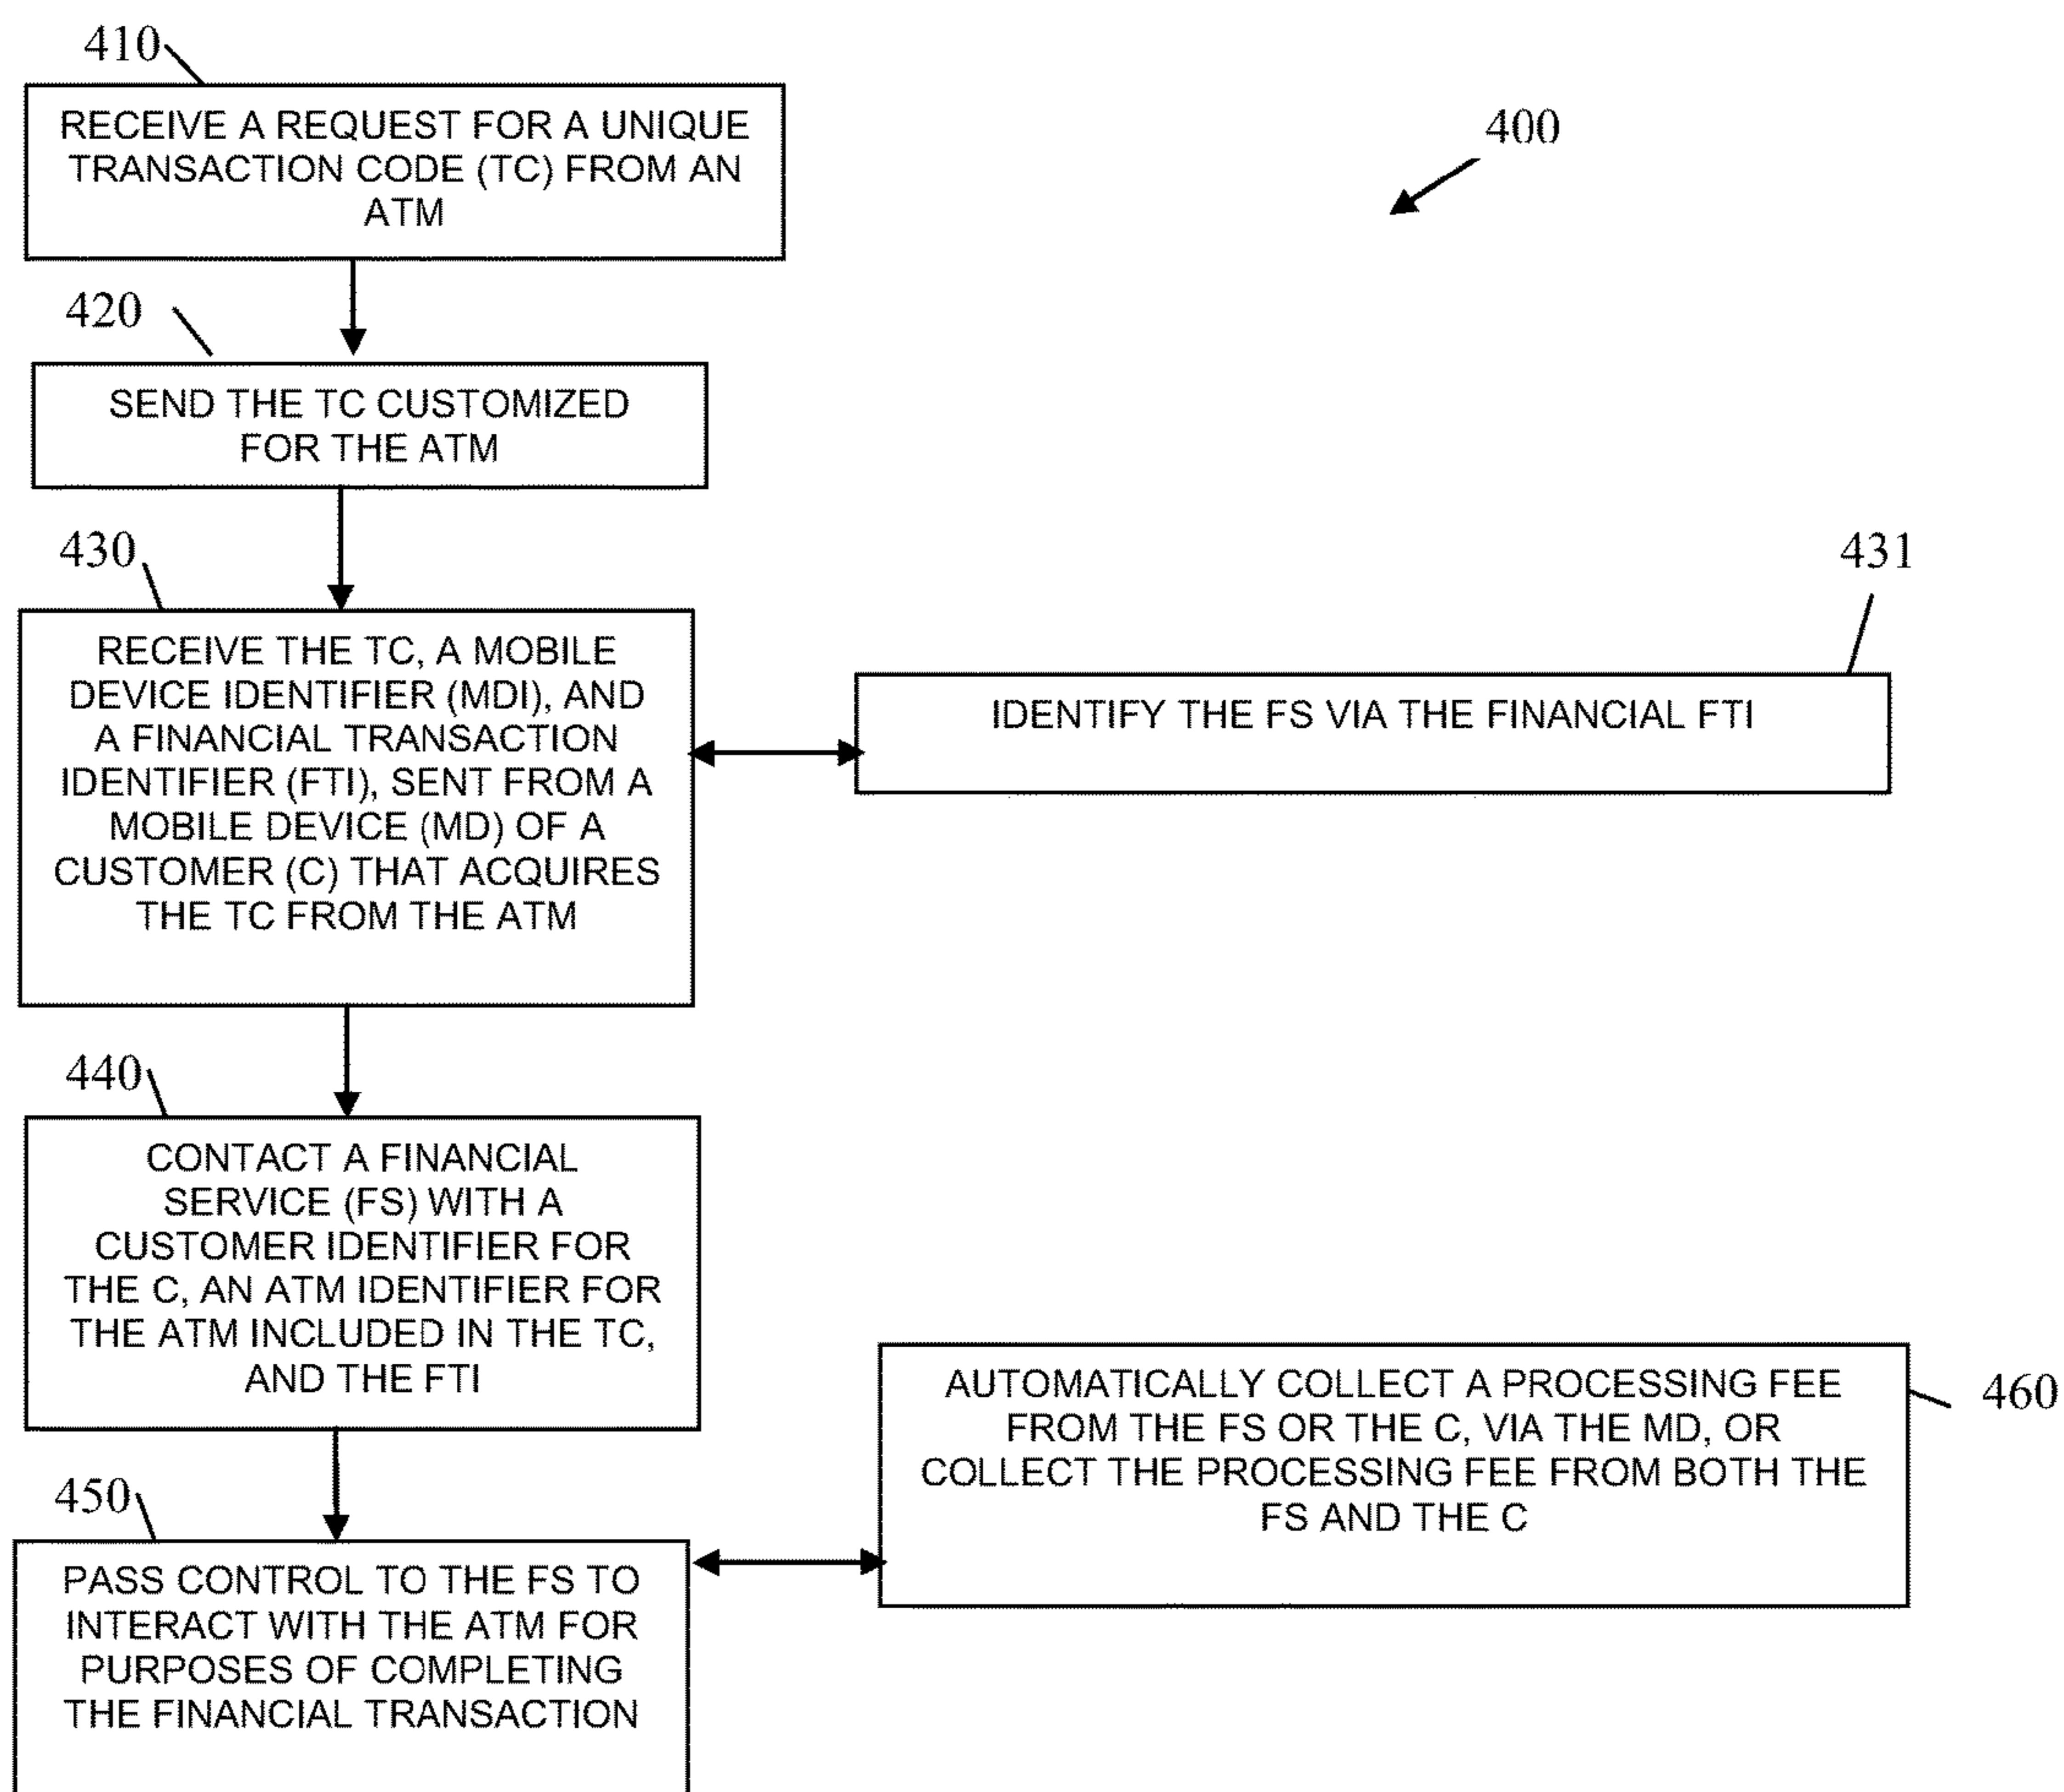 410
RECEIVE A REQUEST FOR A UNIQUE
TRANSACTION CODE (TC) FROM AN
ATM
400
420
SEND THE TC CUSTOMIZED
FOR THE ATM
430
RECEIVE THE TC, A MOBILE
DEVICE IDENTIFIER (MDI), AND
A FINANCIAL TRANSACTION
IDENTIFIER (FTI), SENT FROM A
MOBILE DEVICE (MD) OF A
CUSTOMER (C) THAT ACQUIRES
THE TC FROM THE ATM
431
IDENTIFY THE FS VIA THE FINANCIAL FTI
440
CONTACT A FINANCIAL
SERVICE (FS) WITH A
CUSTOMER IDENTIFIER FOR
THE C, AN ATM IDENTIFIER FOR
THE ATM INCLUDED IN THE TC,
AND THE FTI
450
PASS CONTROL TO THE FS TO
INTERACT WITH THE ATM FOR
PURPOSES OF COMPLETING
THE FINANCIAL TRANSACTION
460
AUTOMATICALLY COLLECT A PROCESSING FEE
FROM THE FS OR THE C, VIA THE MD, OR
COLLECT THE PROCESSING FEE FROM BOTH THE
FS AND THE C